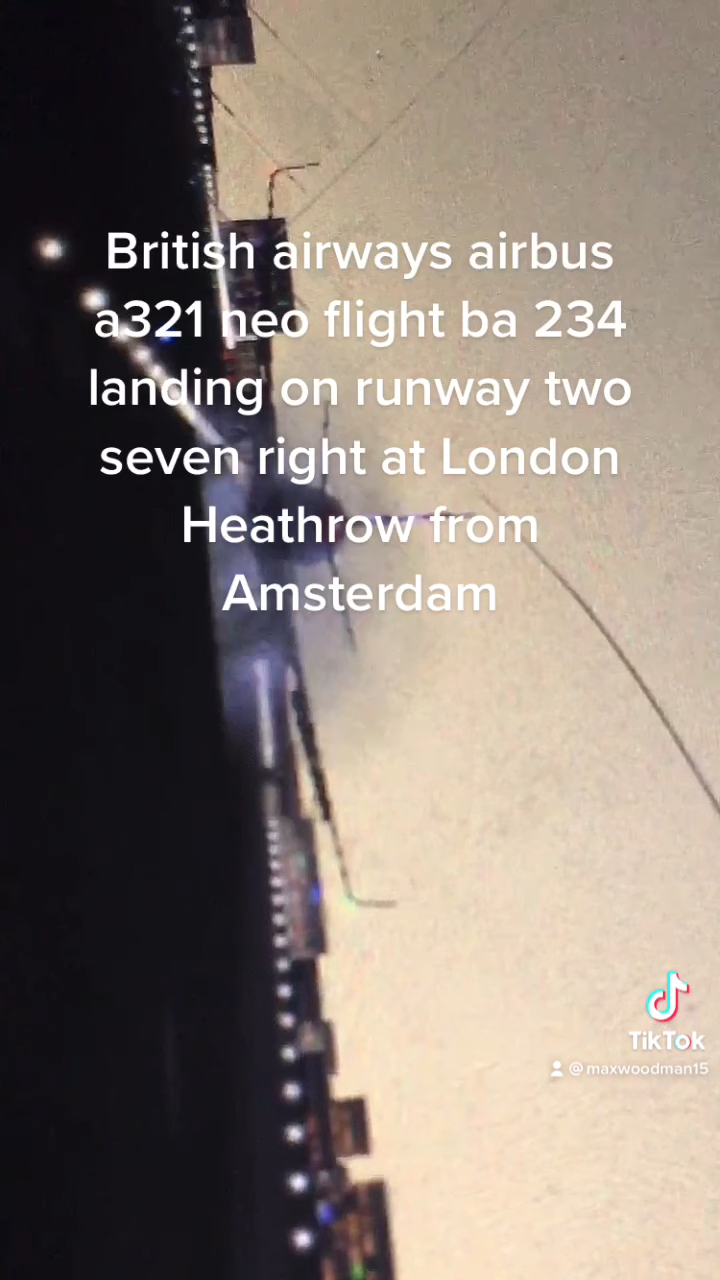 British airways airbus
a321 neo flight ba 234
landing on runway two
seven right at London
Heathrow from
Amsterdam
TikTok
@maxwoodman15